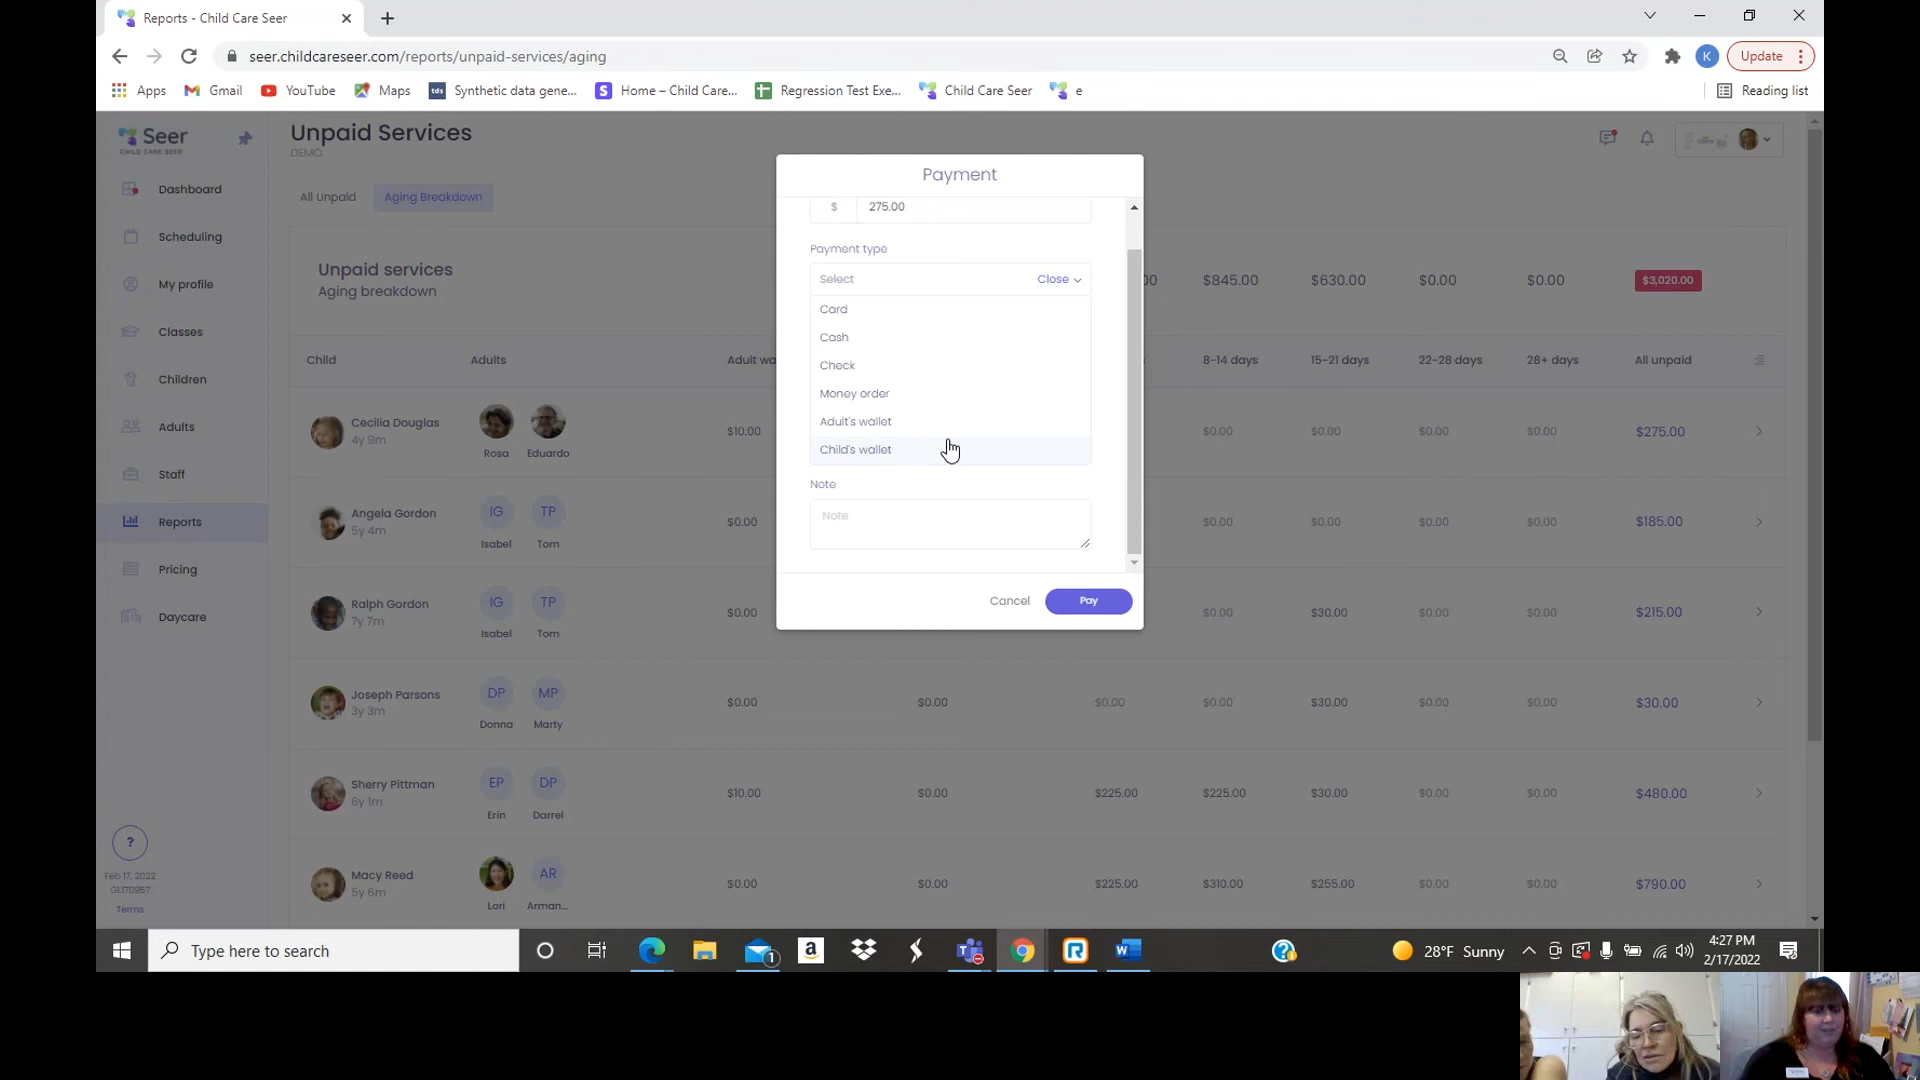 Reports - Child Care Seer
seer.childcareseer.com/reports/unpaid-services/aging
K
Update
Apps
Gmail
YouTube
Maps
tds
Synthetic data gene...
S
Home – Child Care...
Regression Test Exe...
Child Care Seer
e
Reading list
Seer
CHILD CARE SEER
Dashboard
Scheduling
My profile
Classes
Children
Adults
Staff
Reports
Pricing
Daycare
?
Feb 17, 2022
Terms
Unpaid Services
DEMO
All Unpaid
Aging Breakdown
Unpaid services
Aging breakdown
$845.00
$630.00
$0.00
$0.00
$3,020.00
Child
Adults
Adult wa
8-14 days
15-21 days
22-28 days
28+ days
All unpaid
Cecilia Douglas
4y 9m
Rosa
Eduardo
$10.00
$0.00
$0.00
$0.00
$0.00
$275.00
Angela Gordon
5y 4m
IG
Isabel
TP
Tom
$0.00
$0.00
$0.00
$0.00
$0.00
$185.00
Ralph Gordon
7y 7m
IG
Isabel
TP
Tom
$0.00
$0.00
$30.00
$0.00
$0.00
$215.00
Joseph Parsons
3y 3m
DP
Donna
MP
Marty
$0.00
$0.00
$0.00
$0.00
$30.00
$0.00
$0.00
$30.00
Sherry Pittman
6y 1m
EP
Erin
DP
Darrel
$10.00
$0.00
$225.00
$225.00
$30.00
$0.00
$0.00
$480.00
Macy Reed
5y 6m
Lori
AR
Arman...
$0.00
$0.00
$225.00
$310.00
$255.00
$0.00
$0.00
$790.00
Payment
$
275.00
Payment type
Select
Close
Card
Cash
Check
Money order
Adult's wallet
Child's wallet
Note
Note
Cancel
Pay
Type here to search
1
28°F Sunny
4:27 PM
2/17/2022